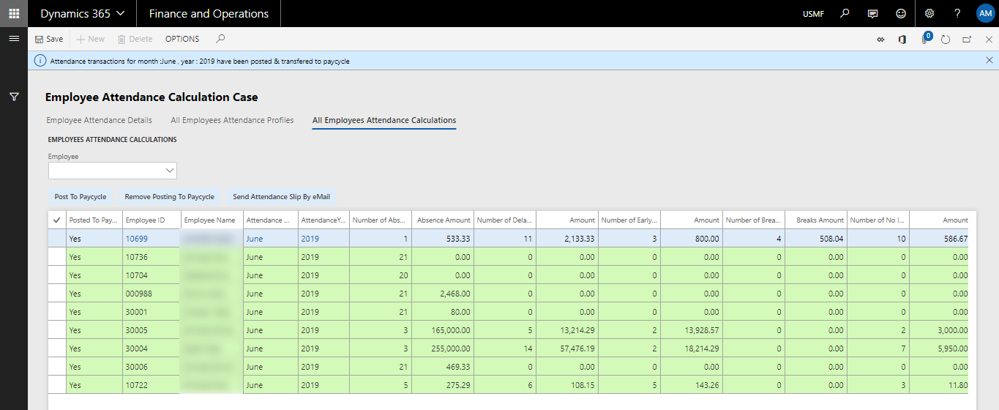 Dynamics 365 Finance and Operations USMF ? AM
Save New Delete OPTIONS 0
Attendance transactions for month :June , year : 2019 have been posted & transfered to paycycle
Employee Attendance Calculation Case
Employee Attendance Details All Employees Attendance Profiles All Employees Attendance Calculations
EMPLOYEES ATTENDANCE CALCULATIONS
Employee
Post To Paycycle Remove Posting To Paycycle Send Attendance Slip By eMail
Posted To Pay... Employee ID Employee Name Attendance ... AttendanceY... Number of Abs... Absence Amount Number of Dela... Amount Number of Early... Amount Number of Brea... Breaks Amount Number of No I... Amount
Yes 10699 June 2019 1 533.33 11 2,133.33 3 800.00 4 508.04 10 586.67
Yes 10736 June 2019 21 0.00 0 0.00 0 0.00 0 0.00 0 0.00
Yes 10704 June 2019 20 0.00 0 0.00 0 0.00 0 0.00 0 0.00
Yes 000988 June 2019 21 2,468.00 0 0.00 0 0.00 0 0.00 0 0.00
Yes 30001 June 2019 21 80.00 0 0.00 0 0.00 0 0.00 0 0.00
Yes 30005 June 2019 3 165,000.00 5 13,214.29 2 13,928.57 0 0.00 2 3,000.00
Yes 30004 June 2019 3 255,000.00 14 57,476.19 2 18,214.29 0 0.00 7 5,950.00
Yes 30006 June 2019 21 469.33 0 0.00 0 0.00 0 0.00 0 0.00
Yes 10722 June 2019 5 275.29 6 108.15 5 143.26 0 0.00 3 11.80